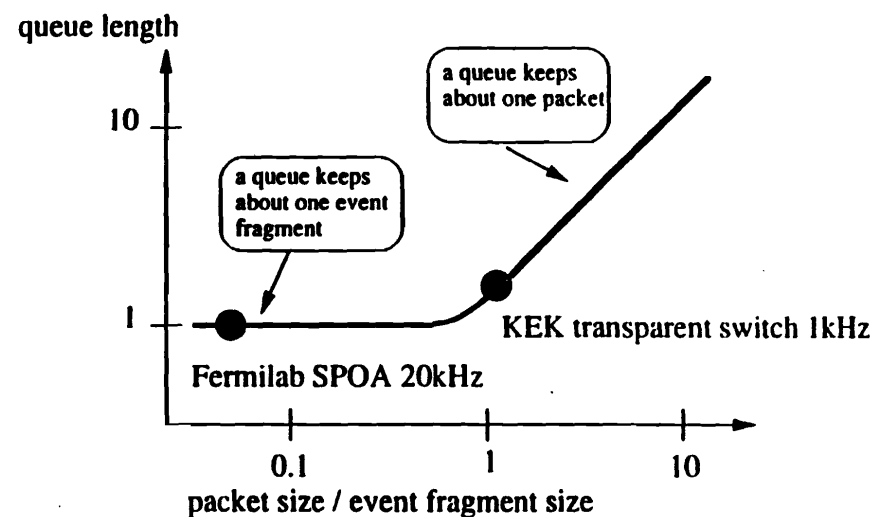 queue length
a queue keeps
about one packet
10
a queue keeps
about one event
fragment
1
KEK transparent switch 1kHz
Fermilab SPOA 20kHz
0.1
1
10
packet size / event fragment size